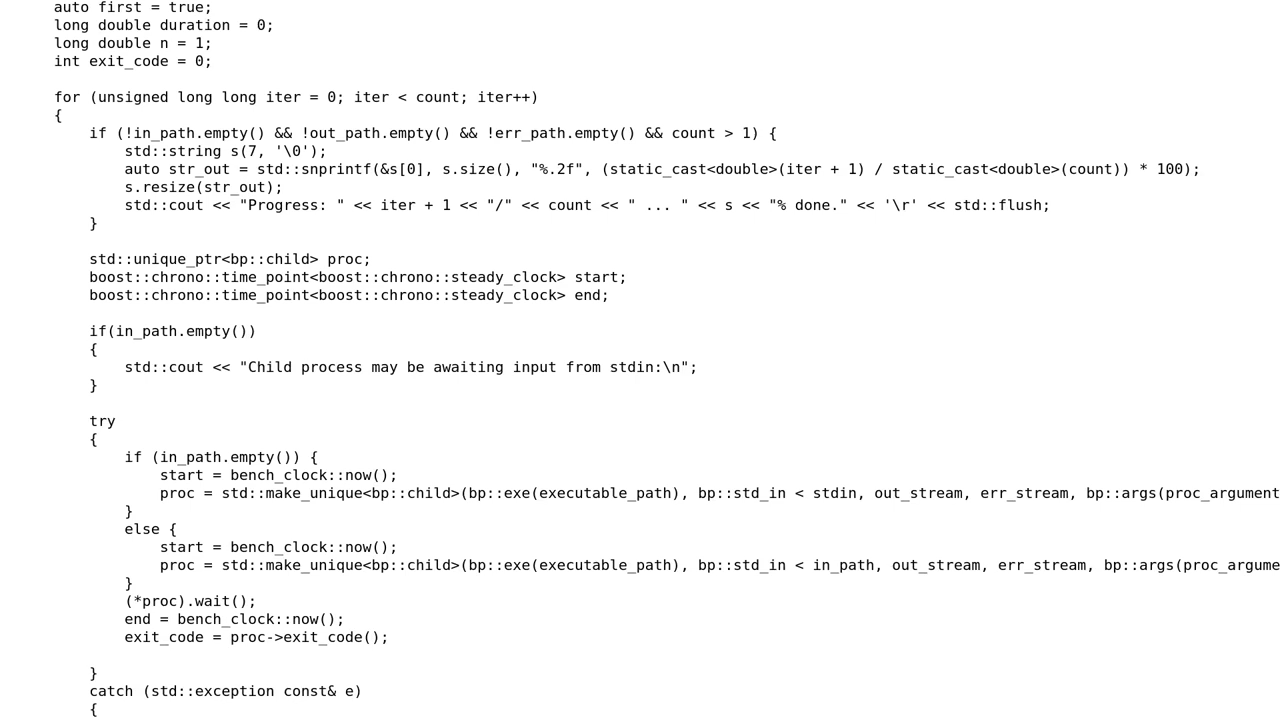 auto first = true;
long double duration = 0;
long double n = 1;
int exit_code = 0;
for (unsigned long long iter = 0; iter < count; iter++)
{
if (!in_path.empty() && !out_path.empty() && !err_path.empty() && count > 1) {
std::string s(7, '\0');
auto str_out = std::snprintf(&s[0], s.size(), "%.2f", (static_cast<double>(iter + 1) / static_cast<double>(count)) * 100);
s.resize(str_out);
std::cout << "Progress: " << iter + 1 << "/" << count << " ... " << s << "% done." << '\r' << std::flush;
}
std::unique_ptr<bp::child> proc;
boost::chrono::time_point<boost::chrono::steady_clock> start;
boost::chrono::time_point<boost::chrono::steady_clock> end;
if(in_path.empty())
{
std::cout << "Child process may be awaiting input from stdin:\n";
}
try
{
if (in_path.empty()) {
start = bench_clock::now();
proc = std::make_unique<bp::child>(bp::exe(executable_path), bp::std_in < stdin, out_stream, err_stream, bp::args(proc_argument
}
else {
start = bench_clock::now();
proc = std::make_unique<bp::child>(bp::exe(executable_path), bp::std_in < in_path, out_stream, err_stream, bp::args(proc_argume
}
(*proc).wait();
end = bench_clock::now();
exit_code = proc->exit_code();
}
catch (std::exception const& e)
{